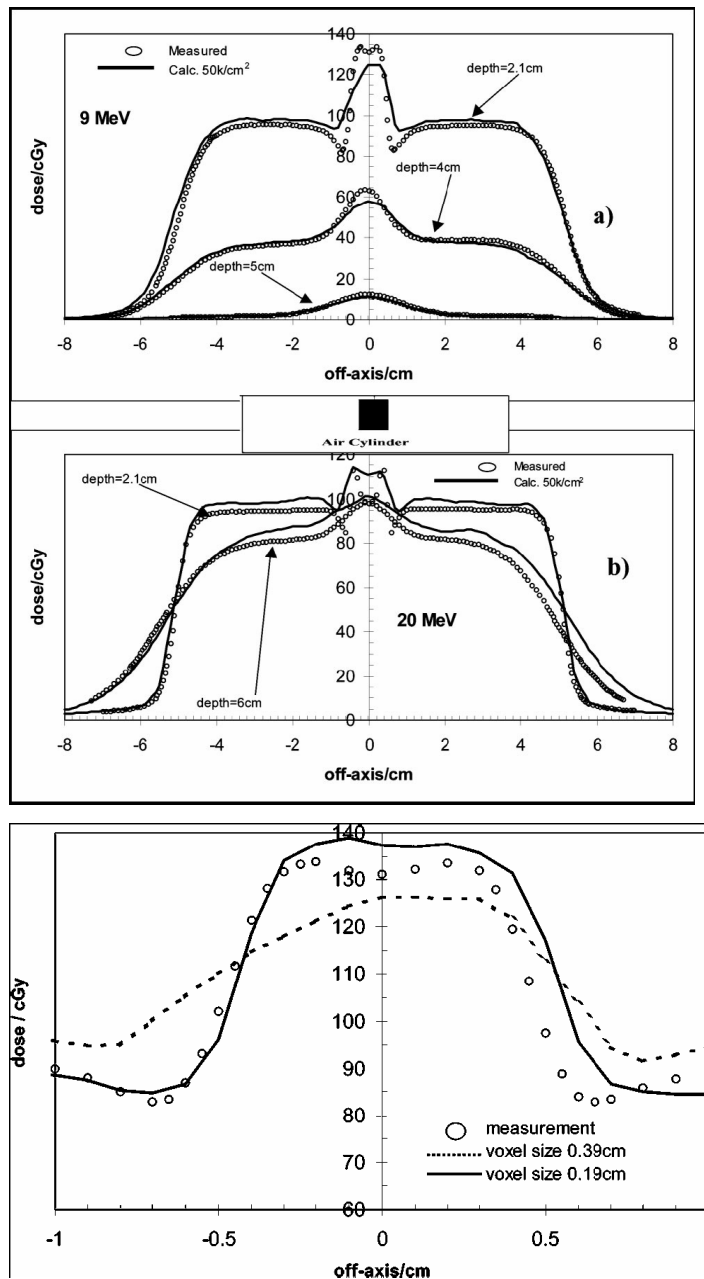 140
Measured
Calc. 50k/cm²
120
depth=2.1cm
9 MeV
100
80
dose/cGy
depth=4cm
60
a)
40
depth=5cm
20
0
-8 -6 -4 -2 0 2 4 6 8
off-axis/cm
Air Cylinder
120
Measured
Calc. 50k/cm²
depth=2.1cm
100
80
b)
dose/cGy
60
20 MeV
40
20
depth=6cm
0
-8 -6 -4 -2 0 2 4 6 8
off-axis/cm
140
130
120
110
dose / cGy
100
90
80
measurement
voxel size 0.39cm
70
voxel size 0.19cm
60
-1 -0.5 0 0.5
off-axis/cm